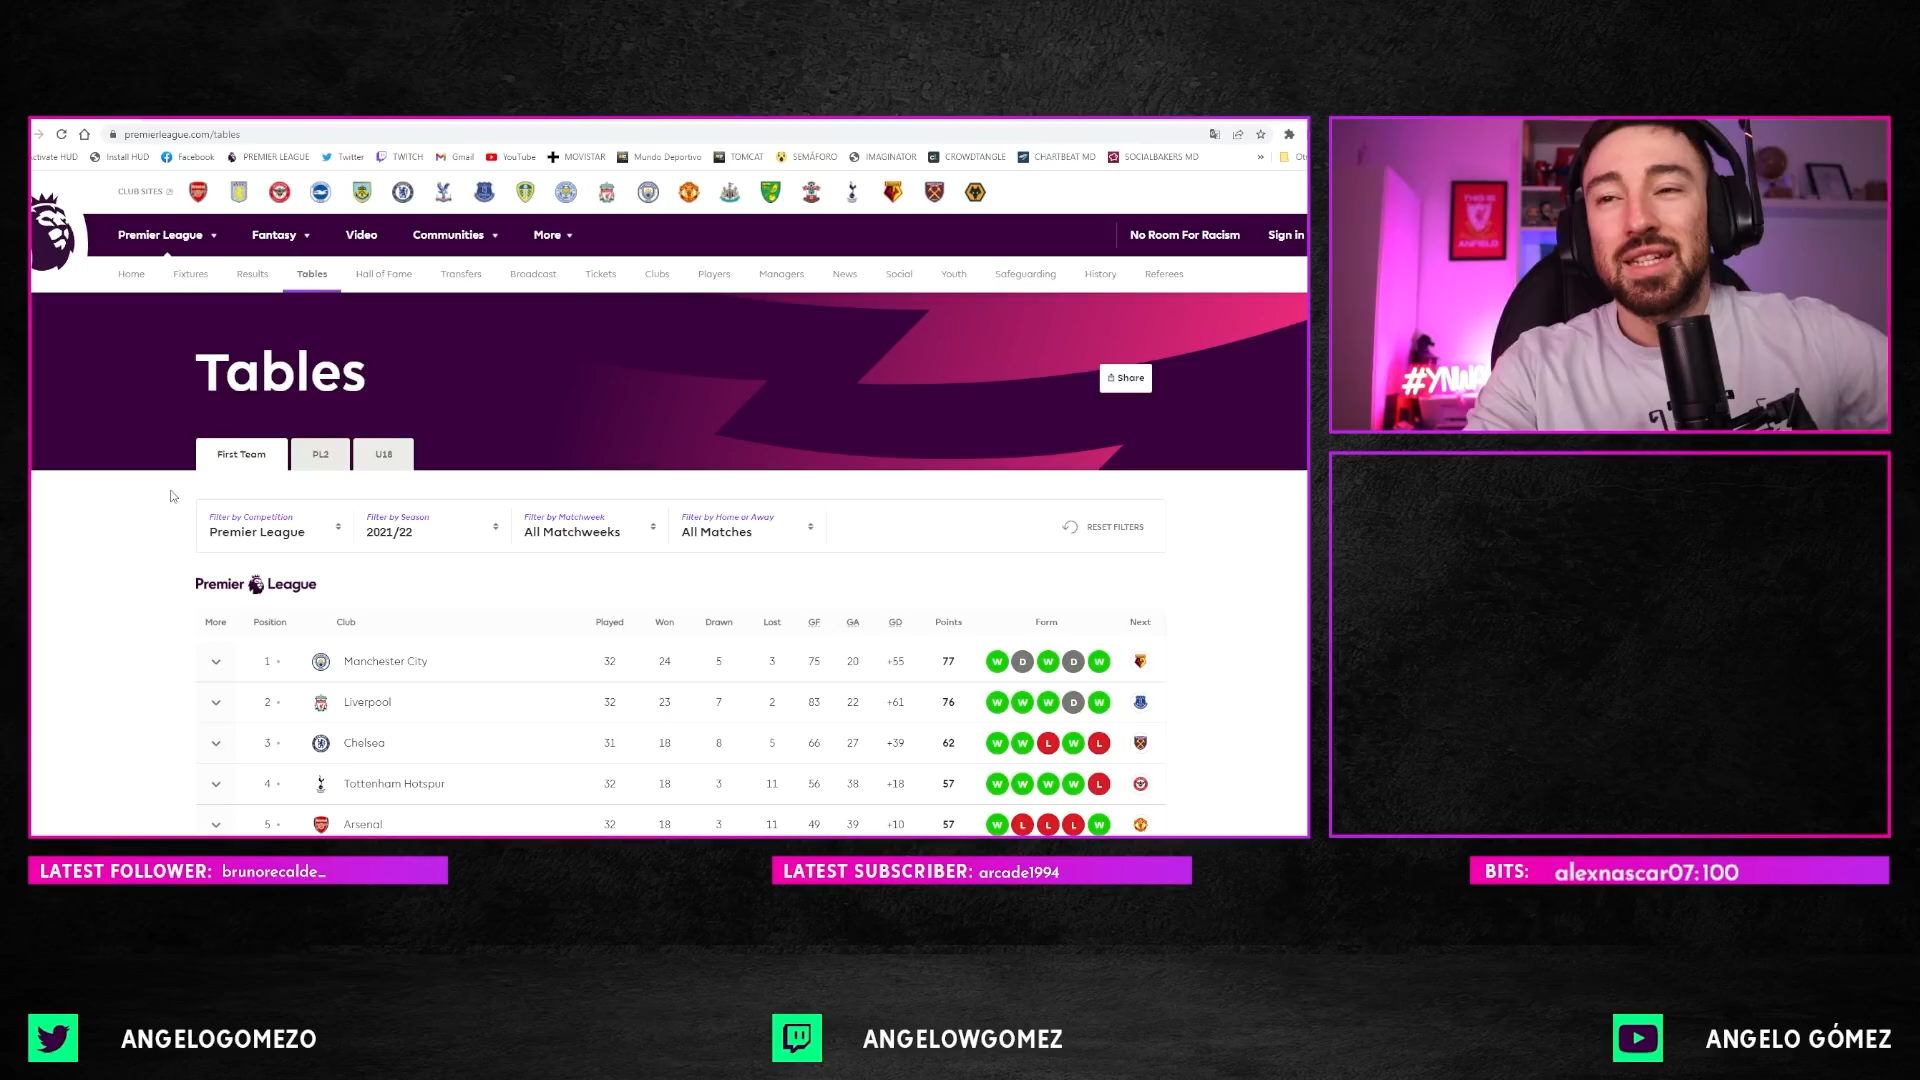 premierleague.com/tables
ctivate HUD Install HUD Facebook PREMIER LEAGUE Twitter TWITCH Gmail YouTube MOVISTAR Mundo Deportivo TOMCAT SEMÁFORO IMAGINATOR CROWDTANGLE CHARTBEAT MD SOCIALBAKERS MD » Otr
CLUB SITES
Premier League Fantasy Video Communities More No Room For Racism Sign in
Home Fixtures Results Tables Hall of Fame Transfers Broadcast Tickets Clubs Players Managers News Social Youth Safeguarding History Referees
THIS IS
ANFIELD
#YNWA
Tables
Share
First Team PL2 U18
Filter by Competition Filter by Season Filter by Matchweek Filter by Home or Away
Premier League 2021/22 All Matchweeks All Matches RESET FILTERS
Premier League
More Position Club Played Won Drawn Lost GF GA GD Points Form Next
1 Manchester City 32 24 5 3 75 20 +55 77 W D W D W
2 Liverpool 32 23 7 2 83 22 +61 76 W W W D W
3 Chelsea 31 18 8 5 66 27 +39 62 W W L W L
4 Tottenham Hotspur 32 18 3 11 56 38 +18 57 W W W W L
5 Arsenal 32 18 3 11 49 39 +10 57 W L L L W
LATEST FOLLOWER: brunorecalde_
LATEST SUBSCRIBER: arcade1994
BITS: alexnascar07:100
ANGELOGOMEZO
ANGELOWGOMEZ
ANGELO GÓMEZ